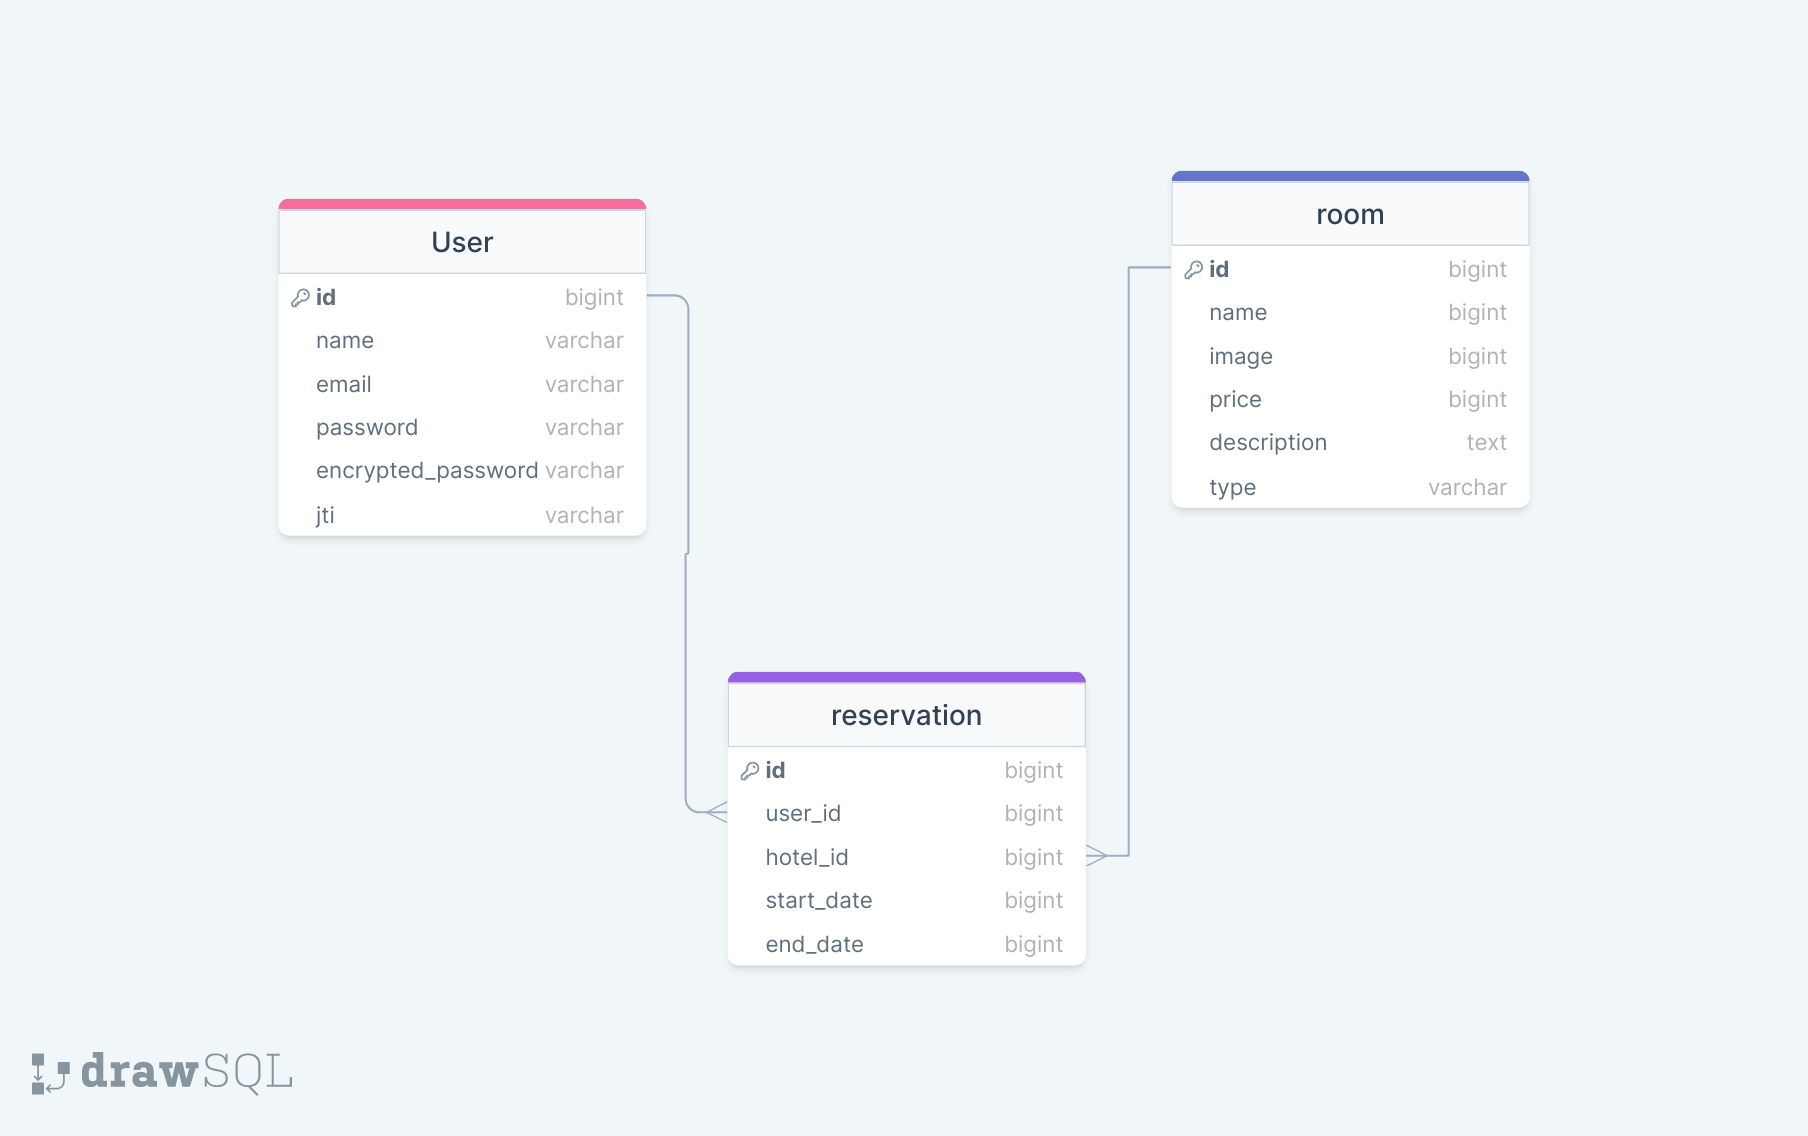 User
id bigint
name varchar
email varchar
password varchar
encrypted_password varchar
jti varchar
room
id bigint
name bigint
image bigint
price bigint
description text
type varchar
reservation
id bigint
user_id bigint
hotel_id bigint
start_date bigint
end_date bigint
drawSQL